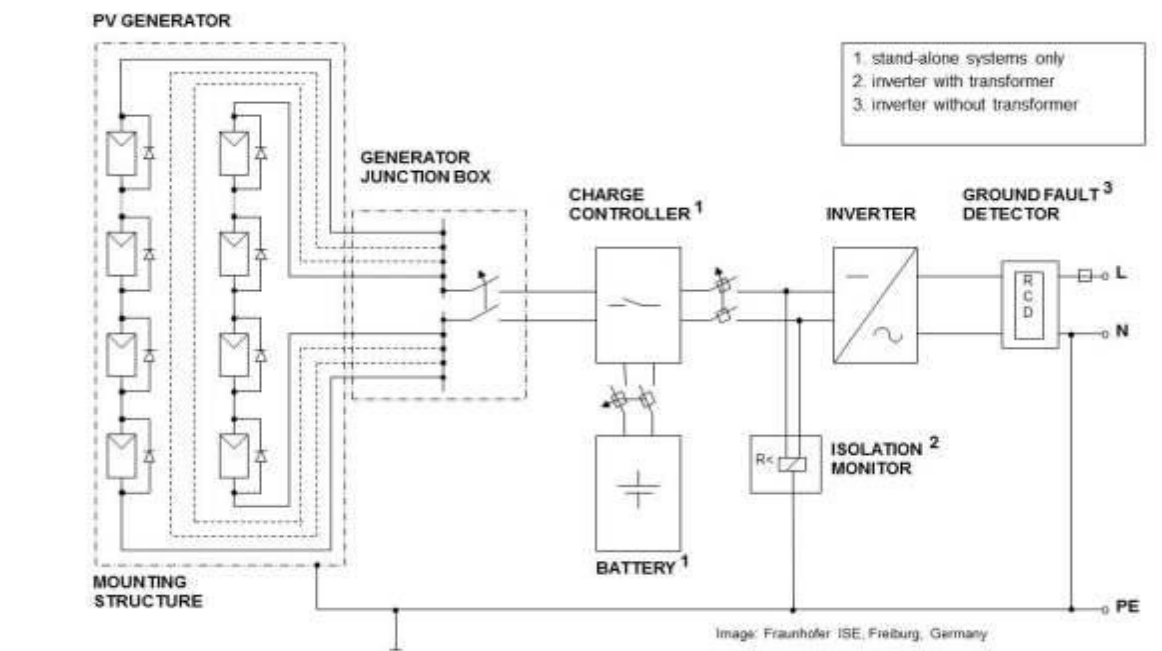 PV GENERATOR
1. stand-alone systems only
2. inverter with transformer
3. inverter without transformer
GENERATOR
JUNCTION BOX
CHARGE
CONTROLLER 1
INVERTER
GROUND FAULT 3
DETECTOR
L
R
C
D
N
R<
ISOLATION 2
MONITOR
BATTERY 1
MOUNTING
STRUCTURE
PE
Image: Fraunhofer ISE, Freiburg, Germany